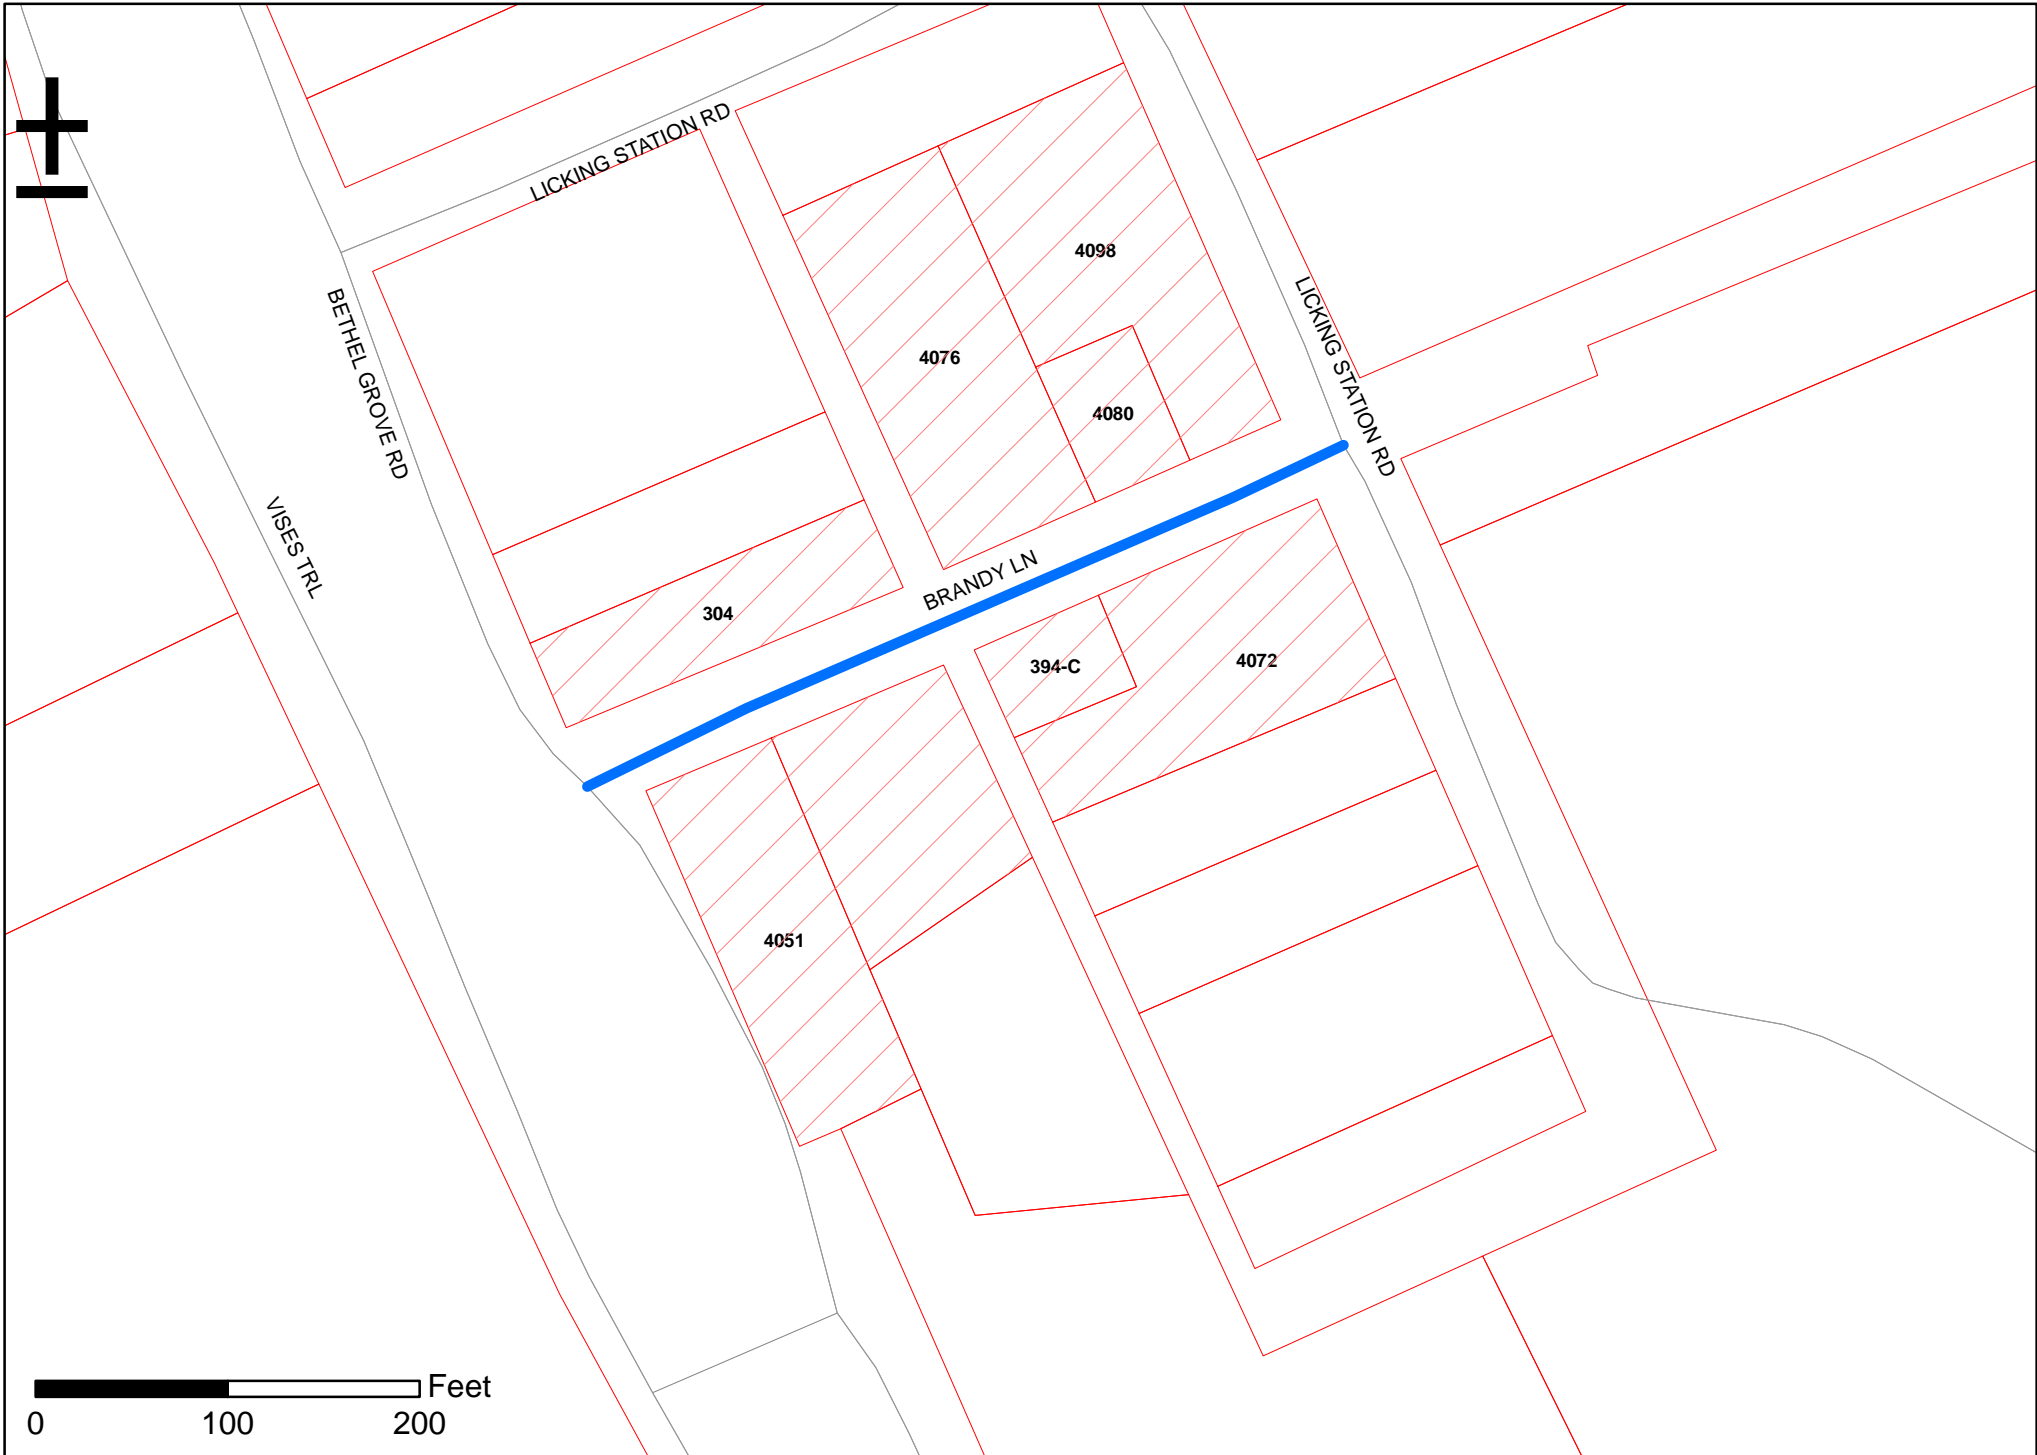 LICKING STATION RD
4098
BETHEL GROVE RD
LICKING STATION RD
4076
4080
VISES TRL
BRANDY LN
304
394-C
4072
4051
Feet
0 100 200